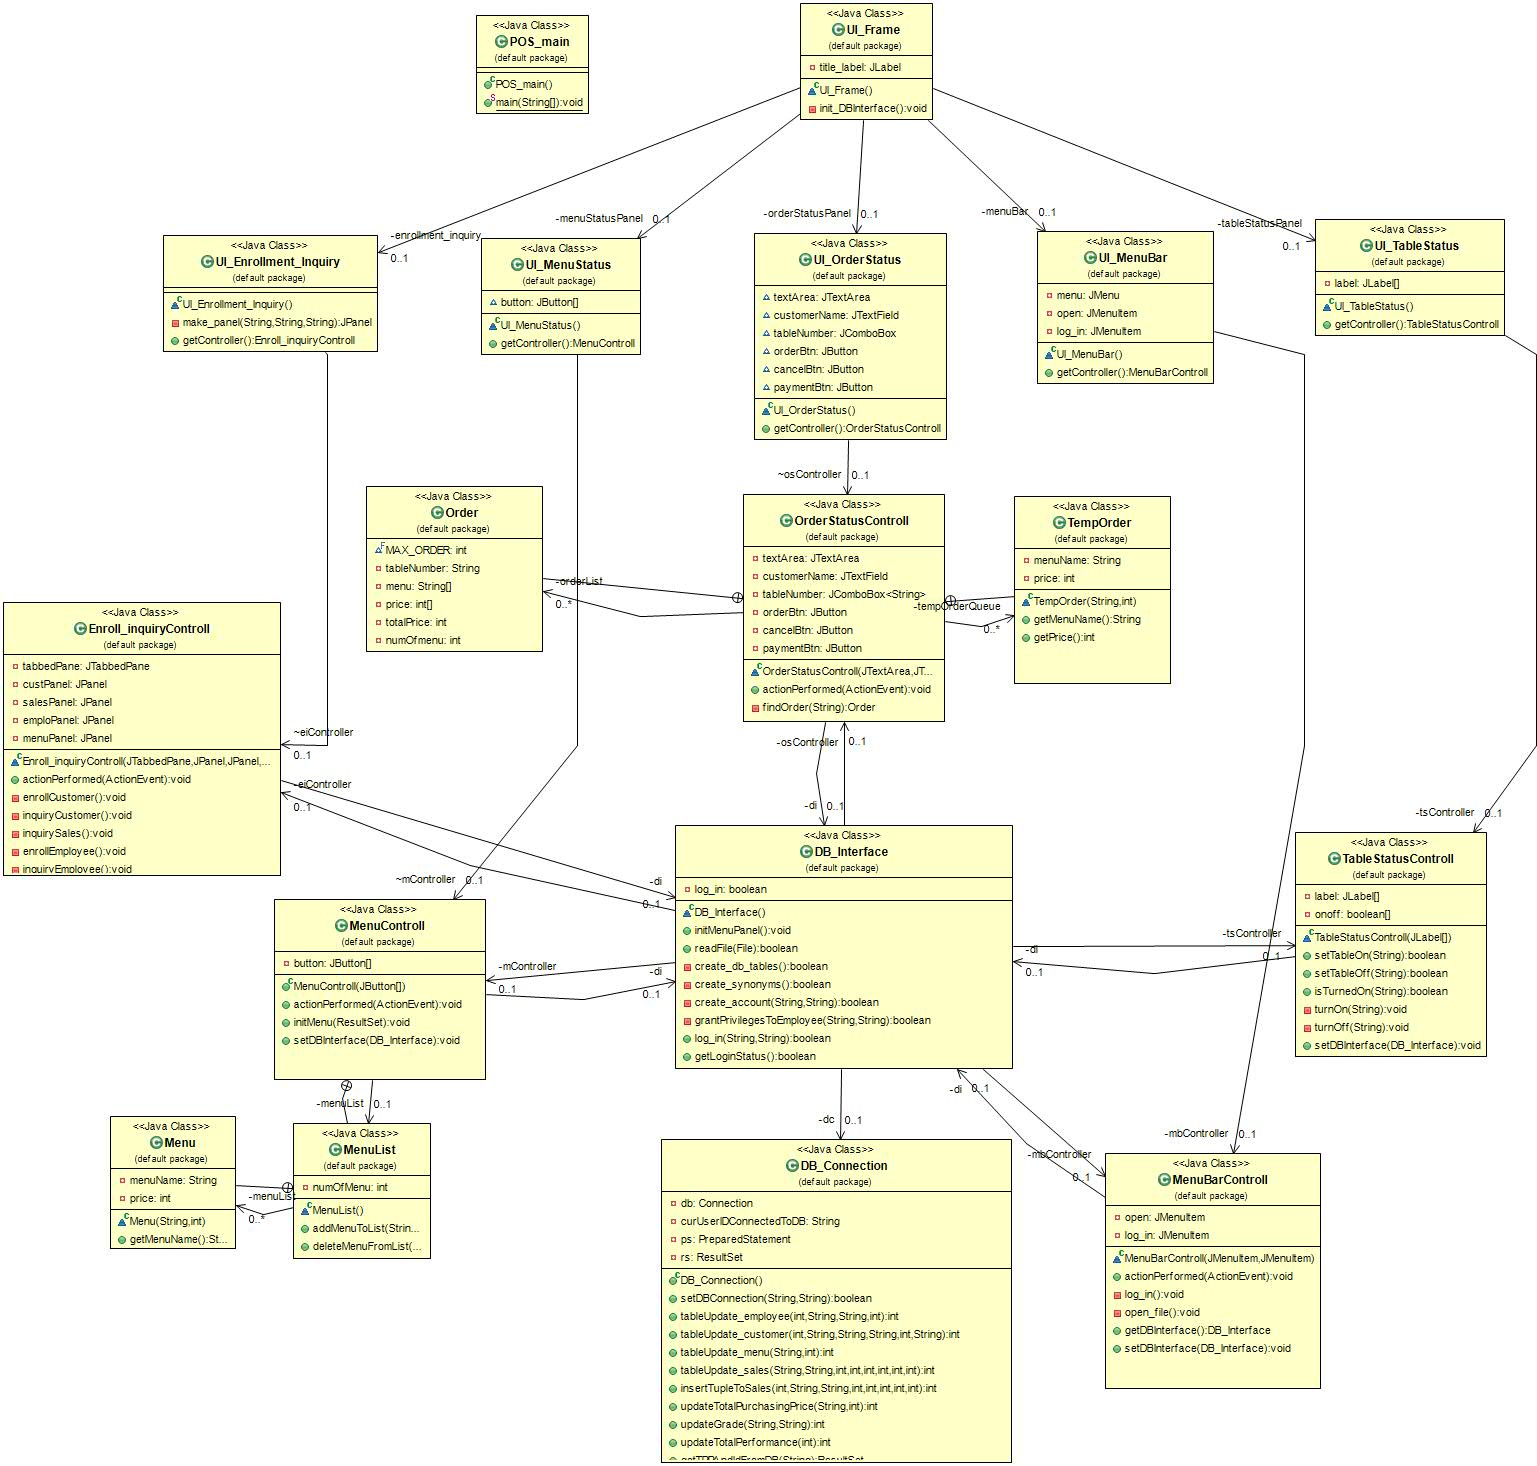 <<Java Class>>
POS_main
(default package)
POS_main()
main(String[]):void
<<Java Class>>
UI_Frame
(default package)
title_label: JLabel
UI_Frame()
init_DBInterface():void
-enrollment_inquiry
0..1
-menuStatusPanel
0..1
-orderStatusPanel
0..1
-menuBar
0..1
-tableStatusPanel
0..1
<<Java Class>>
UI_Enrollment_Inquiry
(default package)
UI_Enrollment_Inquiry()
make_panel(String,String,String):JPanel
getController():Enroll_inquiryControll
<<Java Class>>
UI_MenuStatus
(default package)
button: JButton[]
UI_MenuStatus()
getController():MenuControll
<<Java Class>>
UI_OrderStatus
(default package)
textArea: JTextArea
customerName: JTextField
tableNumber: JComboBox
orderBtn: JButton
cancelBtn: JButton
paymentBtn: JButton
UI_OrderStatus()
getController():OrderStatusControll
<<Java Class>>
UI_MenuBar
(default package)
menu: JMenu
open: JMenuItem
log_in: JMenuItem
UI_MenuBar()
getController():MenuBarControll
<<Java Class>>
UI_TableStatus
(default package)
label: JLabel[]
UI_TableStatus()
getController():TableStatusControll
~osController
0..1
<<Java Class>>
Order
(default package)
MAX_ORDER: int
tableNumber: String
menu: String[]
price: int[]
totalPrice: int
numOfmenu: int
-orderList
0..*
<<Java Class>>
OrderStatusControll
(default package)
textArea: JTextArea
customerName: JTextField
tableNumber: JComboBox<String>
orderBtn: JButton
cancelBtn: JButton
paymentBtn: JButton
OrderStatusControll(JTextArea,JT...
actionPerformed(ActionEvent):void
findOrder(String):Order
-tempOrderQueue
0..*
<<Java Class>>
TempOrder
(default package)
menuName: String
price: int
TempOrder(String,int)
getMenuName():String
getPrice():int
<<Java Class>>
Enroll_inquiryControll
(default package)
tabbedPane: JTabbedPane
custPanel: JPanel
salesPanel: JPanel
emploPanel: JPanel
menuPanel: JPanel
Enroll_inquiryControll(JTabbedPane,JPanel,JPanel,...
actionPerformed(ActionEvent):void
enrollCustomer():void
inquiryCustomer():void
inquirySales():void
enrollEmployee():void
inquiryEmployee():void
~eiController
0..1
-eiController
0..1
-osController
0..1
-di
0..1
-di
0..1
~mController
0..1
-tsController
0..1
<<Java Class>>
DB_Interface
(default package)
log_in: boolean
DB_Interface()
initMenuPanel():void
readFile(File):boolean
create_db_tables():boolean
create_synonyms():boolean
create_account(String,String):boolean
grantPrivilegesToEmployee(String,String):boolean
log_in(String,String):boolean
getLoginStatus():boolean
<<Java Class>>
TableStatusControll
(default package)
label: JLabel[]
onoff: boolean[]
TableStatusControll(JLabel[])
setTableOn(String):boolean
setTableOff(String):boolean
isTurnedOn(String):boolean
turnOn(String):void
turnOff(String):void
setDBInterface(DB_Interface):void
-tsController
0..1
-di
0..1
<<Java Class>>
MenuControll
(default package)
button: JButton[]
MenuControll(JButton[])
actionPerformed(ActionEvent):void
initMenu(ResultSet):void
setDBInterface(DB_Interface):void
-mController
0..1
-di
0..1
-menuList
0..1
-dc
0..1
-di
0..1
-mbController
0..1
-mbController
0..1
<<Java Class>>
Menu
(default package)
menuName: String
price: int
Menu(String,int)
getMenuName():St...
-menuList
0..*
<<Java Class>>
MenuList
(default package)
numOfMenu: int
MenuList()
addMenuToList(Strin...
deleteMenuFromList(...
<<Java Class>>
DB_Connection
(default package)
db: Connection
curUserIDConnectedToDB: String
ps: PreparedStatement
rs: ResultSet
DB_Connection()
setDBConnection(String,String):boolean
tableUpdate_employee(int,String,String,int):int
tableUpdate_customer(int,String,String,String,int,String):int
tableUpdate_menu(String,int):int
tableUpdate_sales(String,String,int,int,int,int,int,int):int
insertTupleToSales(int,String,String,int,int,int,int,int):int
updateTotalPurchasingPrice(String,int):int
updateGrade(String,String):int
updateTotalPerformance(int):int
<<Java Class>>
MenuBarControll
(default package)
open: JMenuItem
log_in: JMenuItem
MenuBarControll(JMenuItem,JMenuItem)
actionPerformed(ActionEvent):void
log_in():void
open_file():void
getDBInterface():DB_Interface
setDBInterface(DB_Interface):void